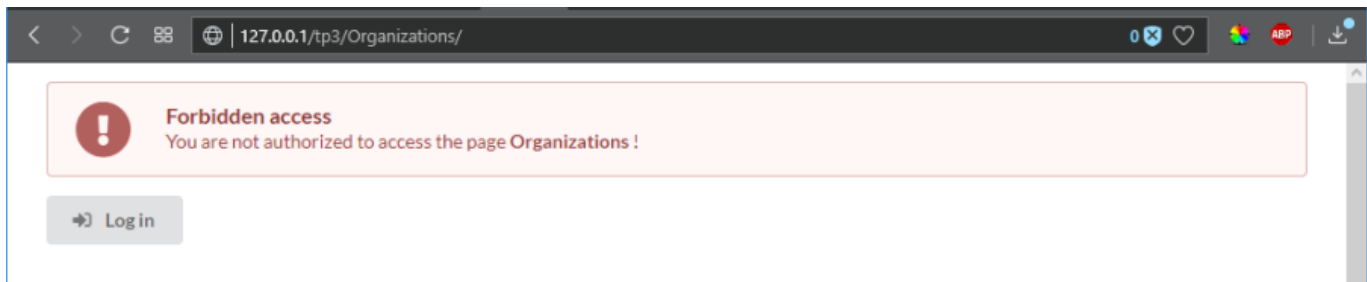 127.0.0.1/tp3/Organizations/
0
ABP
Forbidden access
You are not authorized to access the page Organizations !
Log in